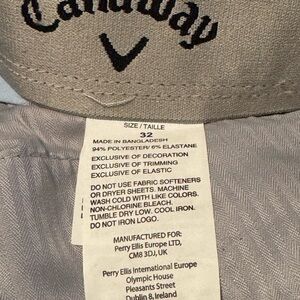 Callaway
SIZE / TAILLE
32
MADE IN BANGLADESH
94% POLYESTER/ 6% ELASTANE
EXCLUSIVE OF DECORATION
EXCLUSIVE OF TRIMMING
EXCLUSIVE OF ELASTIC
DO NOT USE FABRIC SOFTENERS
OR DRYER SHEETS. MACHINE
WASH COLD WITH LIKE COLORS.
NON-CHLORINE BLEACH.
TUMBLE DRY LOW. COOL IRON.
DO NOT IRON LOGO.
MANUFACTURED FOR:
Perry Ellis Europe LTD,
CM8 3DJ, UK
Perry Ellis International Europe
Olympic House
Pleasants Street
Dublin 8, Ireland